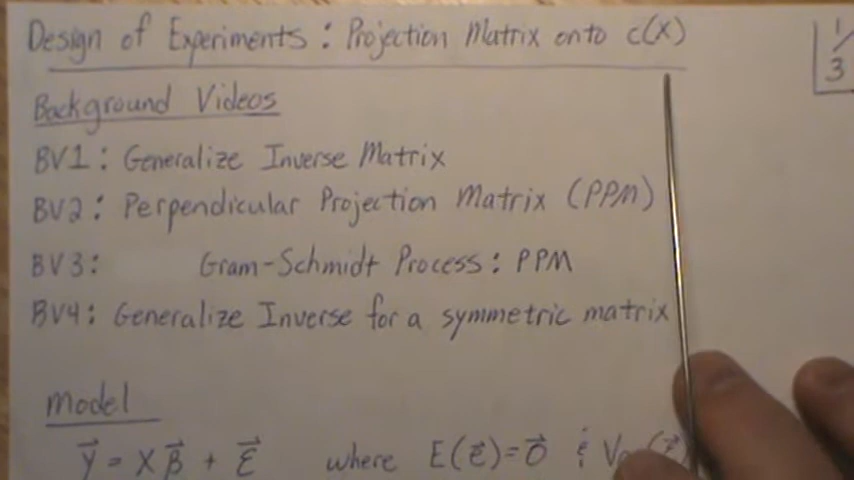 Design of Experiments : Projection Matrix onto c(X)
1/3
Background Videos
BV1 : Generalize Inverse Matrix
BV2 : Perpendicular Projection Matrix (PPM)
BV3 : Gram-Schmidt Process : PPM
BV4 : Generalize Inverse for a symmetric matrix
Model
Y⃗ = X β⃗ + ε⃗ where E(ε⃗) = 0⃗ &